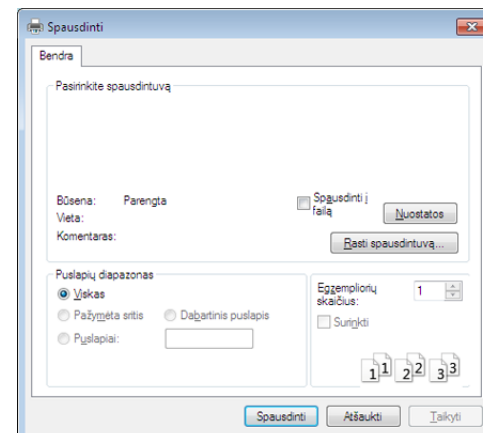 Spausdinti
Bendra
Pasirinkite spausdintuvą
Būsena: Parengta
Vieta:
Komentaras:
Spausdinti į
failą
Nuostatos
Rasti spausdintuvą...
Puslapių diapazonas
Viskas
Pažymėta sritis
Dabartinis puslapis
Puslapiai:
Egzempliorių
skaičius:
1
Surinkti
1 1 2 2 3 3
Spausdinti
Atšaukti
Taikyti